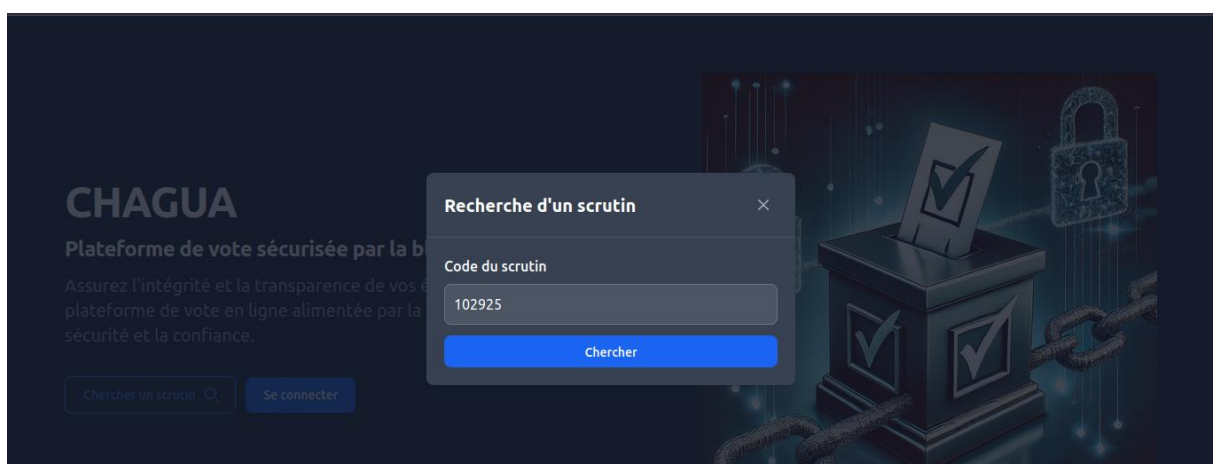 CHAGUA
Plateforme de vote sécurisée par la b
Assurez l'intégrité et la transparence de vos é
plateforme de vote en ligne alimentée par la
sécurité et la confiance.
Chercher un scrutin
Se connecter
Recherche d'un scrutin
Code du scrutin
102925
Chercher